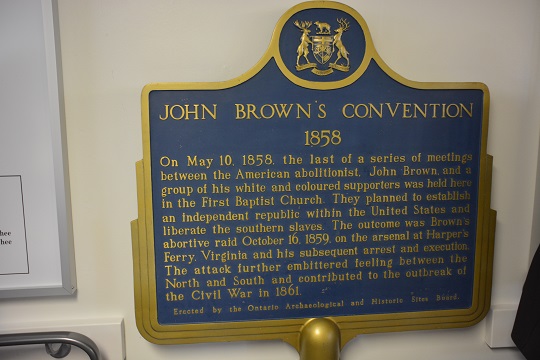 JOHN BROWN'S CONVENTION
1858
On May 10, 1858, the last of a series of meetings
between the American abolitionist, John Brown, and a
group of his white and coloured supporters was held here
in the First Baptist Church. They planned to establish
an independent republic within the United States and
liberate the southern slaves. The outcome was Brown's
abortive raid October 16, 1859, on the arsenal at Harper's
Ferry, Virginia and his subsequent arrest and execution.
The attack further embittered feeling between the
North and South and contributed to the outbreak of
the Civil War in 1861.
Erected by the Ontario Archaeological and Historic Sites Board.